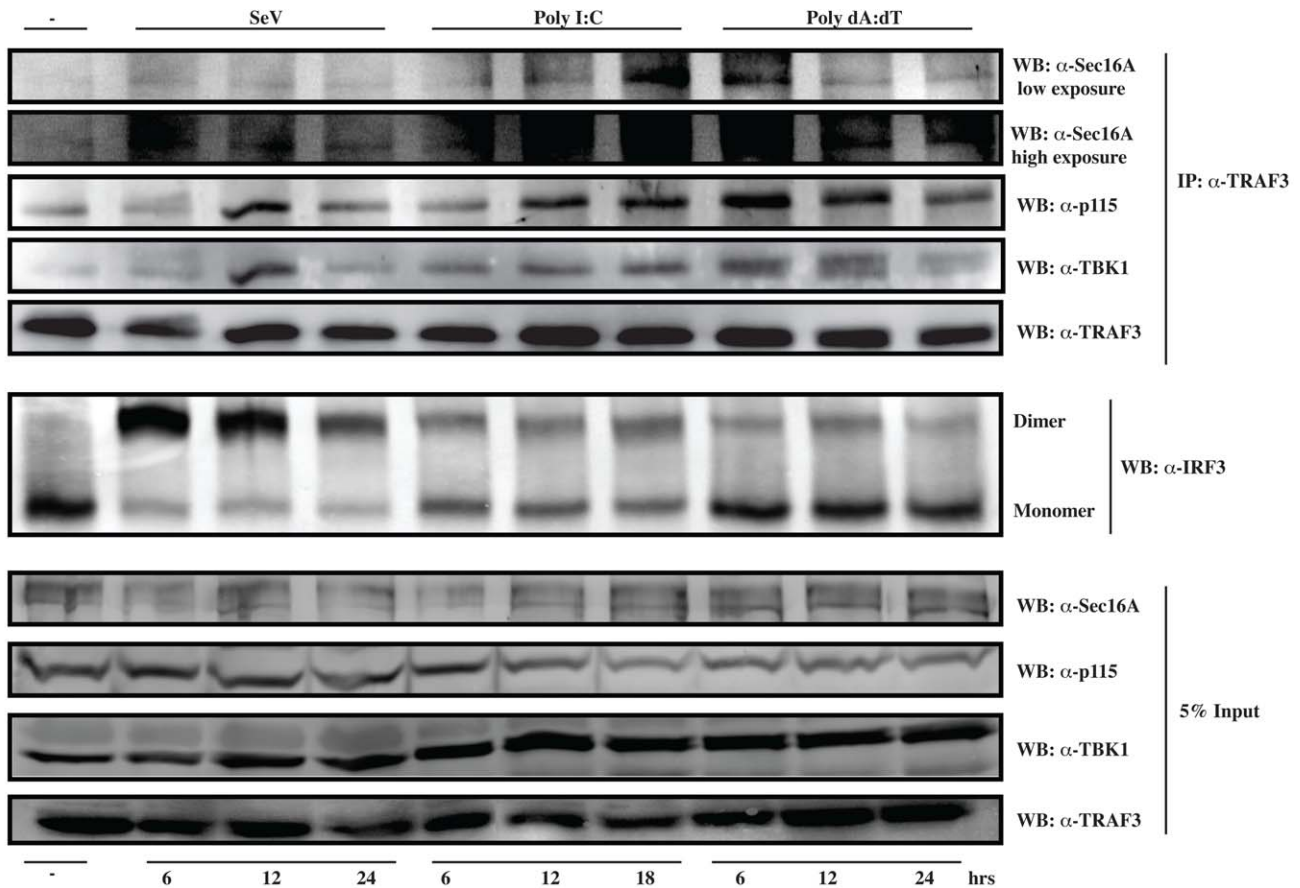 - SeV Poly I:C Poly dA:dT
WB: α-Sec16A
low exposure
WB: α-Sec16A
high exposure
IP: α-TRAF3
WB: α-p115
WB: α-TBK1
WB: α-TRAF3
Dimer
WB: α-IRF3
Monomer
WB: α-Sec16A
WB: α-p115
5% Input
WB: α-TBK1
WB: α-TRAF3
- 6 12 24 6 12 18 6 12 24 hrs